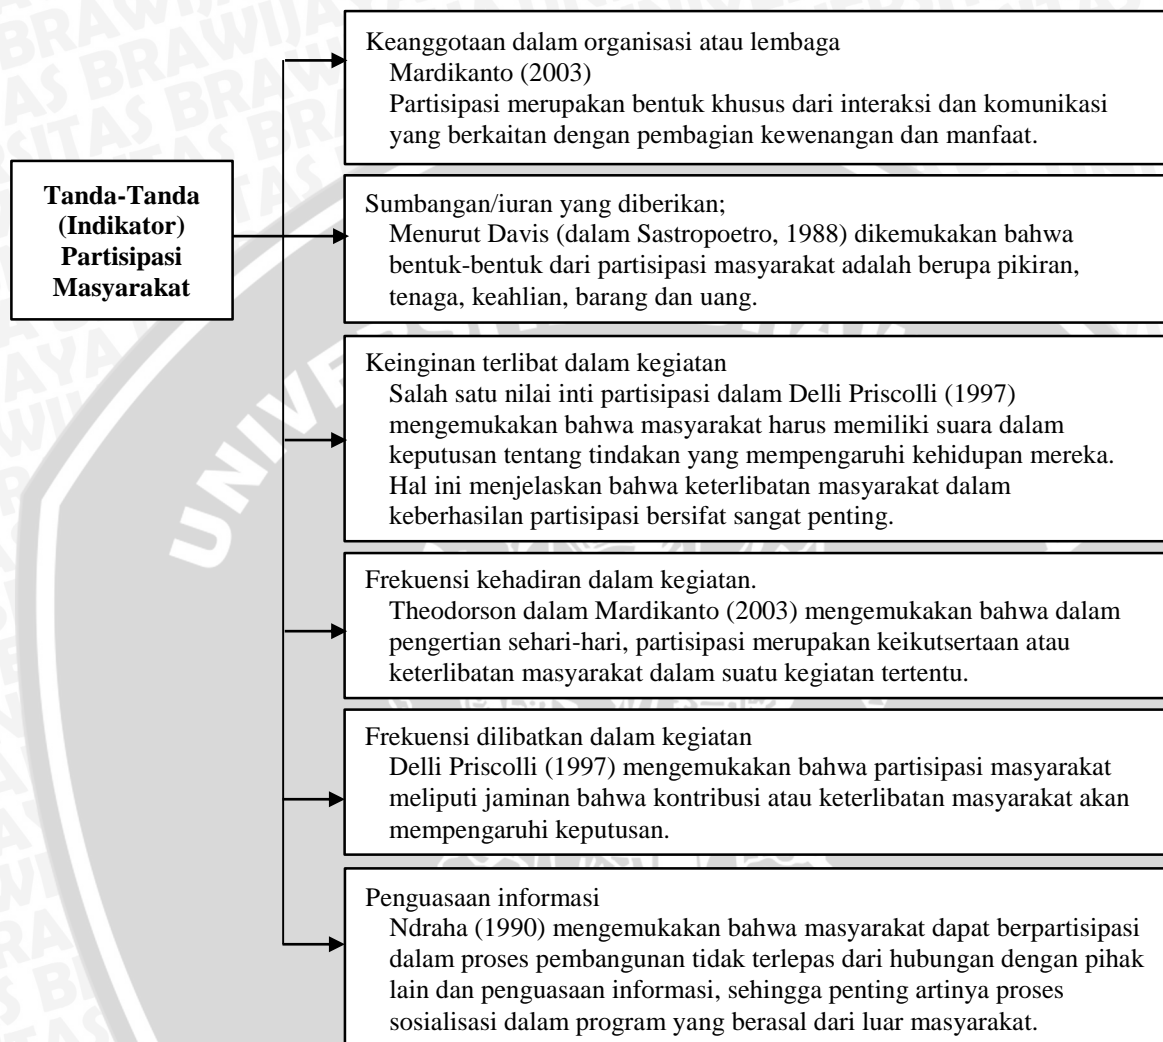 Tanda-Tanda
(Indikator)
Partisipasi
Masyarakat
Keanggotaan dalam organisasi atau lembaga
Mardikanto (2003)
Partisipasi merupakan bentuk khusus dari interaksi dan komunikasi
yang berkaitan dengan pembagian kewenangan dan manfaat.
Sumbangan/iuran yang diberikan;
Menurut Davis (dalam Sastropoetro, 1988) dikemukakan bahwa
bentuk-bentuk dari partisipasi masyarakat adalah berupa pikiran,
tenaga, keahlian, barang dan uang.
Keinginan terlibat dalam kegiatan
Salah satu nilai inti partisipasi dalam Delli Priscolli (1997)
mengemukakan bahwa masyarakat harus memiliki suara dalam
keputusan tentang tindakan yang mempengaruhi kehidupan mereka.
Hal ini menjelaskan bahwa keterlibatan masyarakat dalam
keberhasilan partisipasi bersifat sangat penting.
Frekuensi kehadiran dalam kegiatan.
Theodorson dalam Mardikanto (2003) mengemukakan bahwa dalam
pengertian sehari-hari, partisipasi merupakan keikutsertaan atau
keterlibatan masyarakat dalam suatu kegiatan tertentu.
Frekuensi dilibatkan dalam kegiatan
Delli Priscolli (1997) mengemukakan bahwa partisipasi masyarakat
meliputi jaminan bahwa kontribusi atau keterlibatan masyarakat akan
mempengaruhi keputusan.
Penguasaan informasi
Ndraha (1990) mengemukakan bahwa masyarakat dapat berpartisipasi
dalam proses pembangunan tidak terlepas dari hubungan dengan pihak
lain dan penguasaan informasi, sehingga penting artinya proses
sosialisasi dalam program yang berasal dari luar masyarakat.